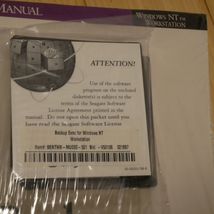 MANUAL
WINDOWS NT™
WORKSTATION
ATTENTION!
Use of the software
program on the enclosed
diskette(s) is subject to the
terms of the Seagate Software
License Agreement printed in the
manual. Do not open this packet until you
have read the Seagate Software License
Backup Exec for Windows NT
Workstation